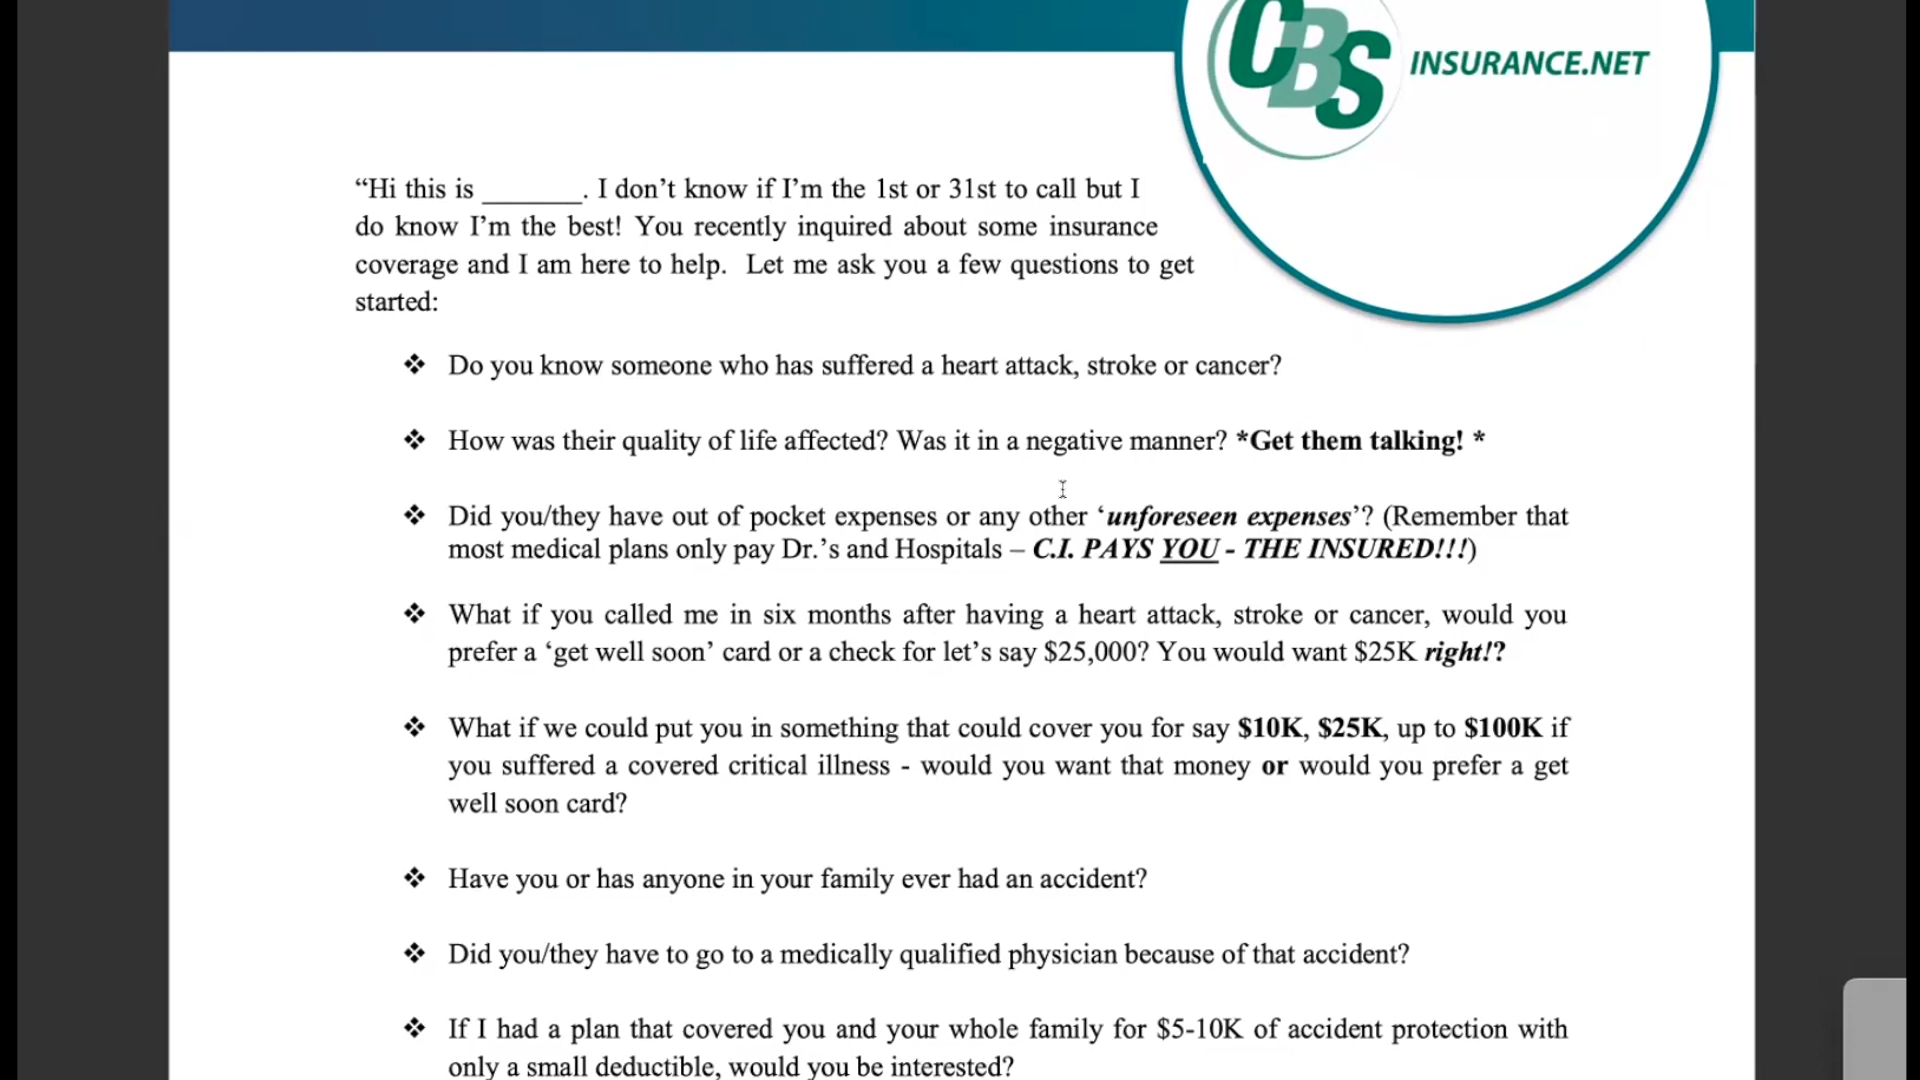 CBS INSURANCE.NET
“Hi this is _______. I don’t know if I’m the 1st or 31st to call but I
do know I’m the best! You recently inquired about some insurance
coverage and I am here to help.  Let me ask you a few questions to get
started:
❖ Do you know someone who has suffered a heart attack, stroke or cancer?
❖ How was their quality of life affected? Was it in a negative manner? *Get them talking! *
❖ Did you/they have out of pocket expenses or any other ‘unforeseen expenses’? (Remember that
most medical plans only pay Dr.’s and Hospitals – C.I. PAYS YOU - THE INSURED!!!)
❖ What if you called me in six months after having a heart attack, stroke or cancer, would you
prefer a ‘get well soon’ card or a check for let’s say $25,000? You would want $25K right!?
❖ What if we could put you in something that could cover you for say $10K, $25K, up to $100K if
you suffered a covered critical illness - would you want that money or would you prefer a get
well soon card?
❖ Have you or has anyone in your family ever had an accident?
❖ Did you/they have to go to a medically qualified physician because of that accident?
❖ If I had a plan that covered you and your whole family for $5-10K of accident protection with
only a small deductible, would you be interested?